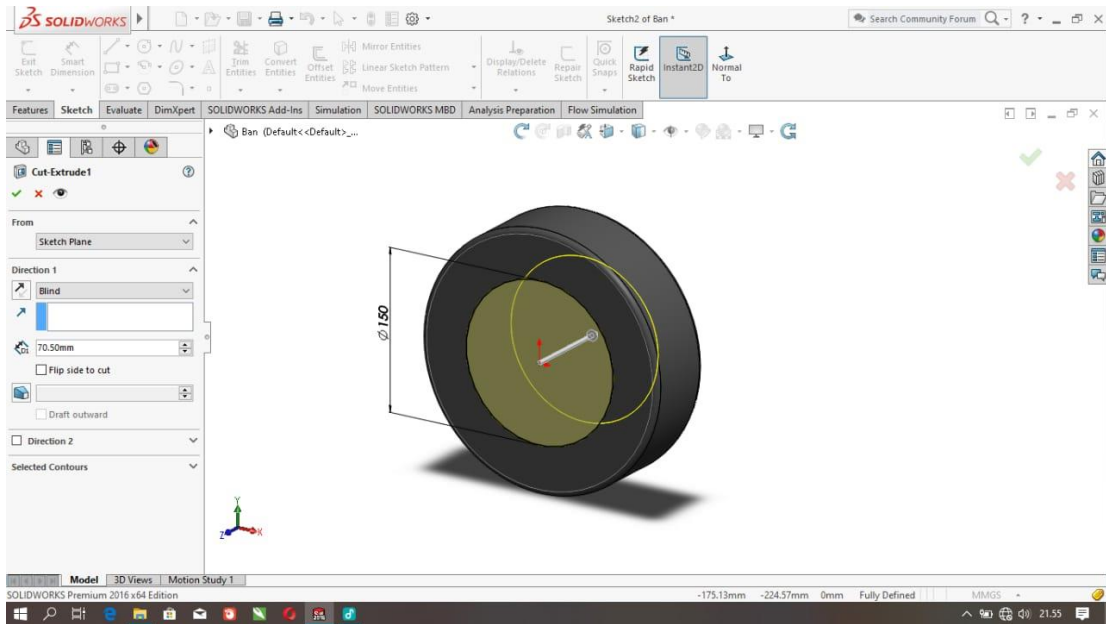 SOLIDWORKS
Sketch2 of Ban *
Search Community Forum
Exit Sketch
Smart Dimension
Trim Entities
Convert Entities
Offset Entities
Mirror Entities
Linear Sketch Pattern
Move Entities
Display/Delete Relations
Repair Sketch
Quick Snaps
Rapid Sketch
Instant2D
Normal To
Features Sketch Evaluate DimXpert SOLIDWORKS Add-Ins Simulation SOLIDWORKS MBD Analysis Preparation Flow Simulation
Ban (Default<<Default>_...
Cut-Extrude1
From
Sketch Plane
Direction 1
Blind
D1 70.50mm
Flip side to cut
Draft outward
Direction 2
Selected Contours
Ø150
Y
Z X
Model 3D Views Motion Study 1
SOLIDWORKS Premium 2016 x64 Edition
-175.13mm -224.57mm 0mm Fully Defined MMGS
21.55